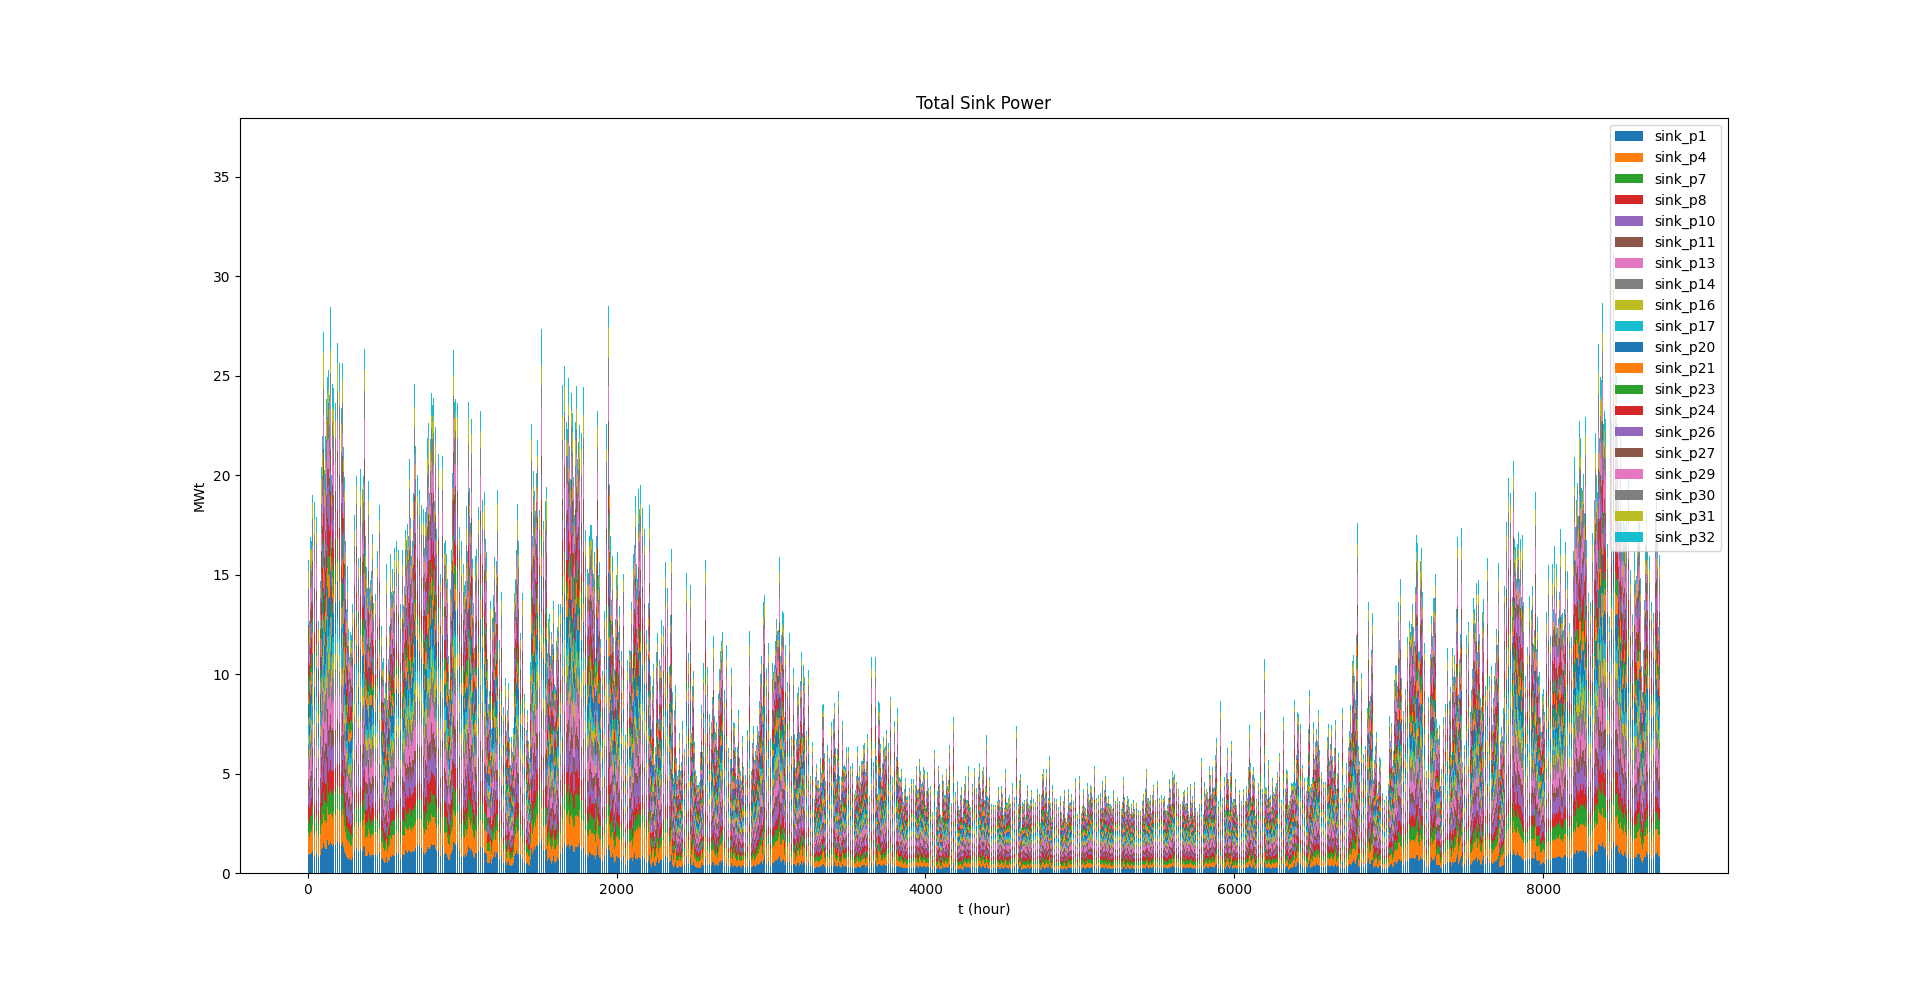 Total Sink Power
MWt
35
30
25
20
15
10
5
0
0 2000 4000 6000 8000
t (hour)
sink_p1
sink_p4
sink_p7
sink_p8
sink_p10
sink_p11
sink_p13
sink_p14
sink_p16
sink_p17
sink_p20
sink_p21
sink_p23
sink_p24
sink_p26
sink_p27
sink_p29
sink_p30
sink_p31
sink_p32